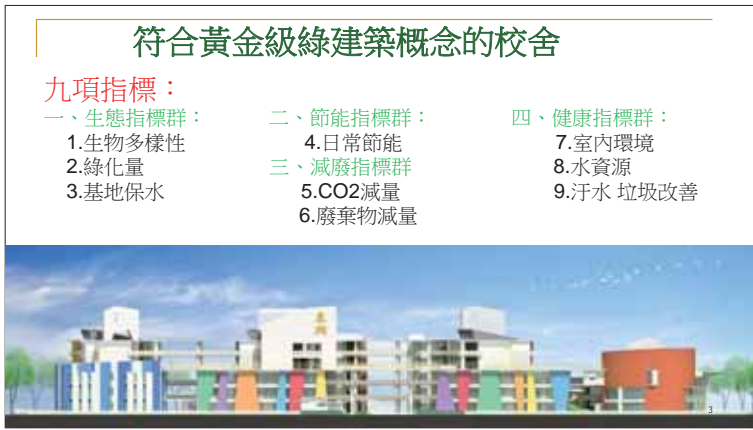 符合黃金級綠建築概念的校舍
九項指標：
一、生態指標群：
1.生物多樣性
2.綠化量
3.基地保水
二、節能指標群：
4.日常節能
三、減廢指標群
5.CO2減量
6.廢棄物減量
四、健康指標群：
7.室內環境
8.水資源
9.汙水 垃圾改善
3